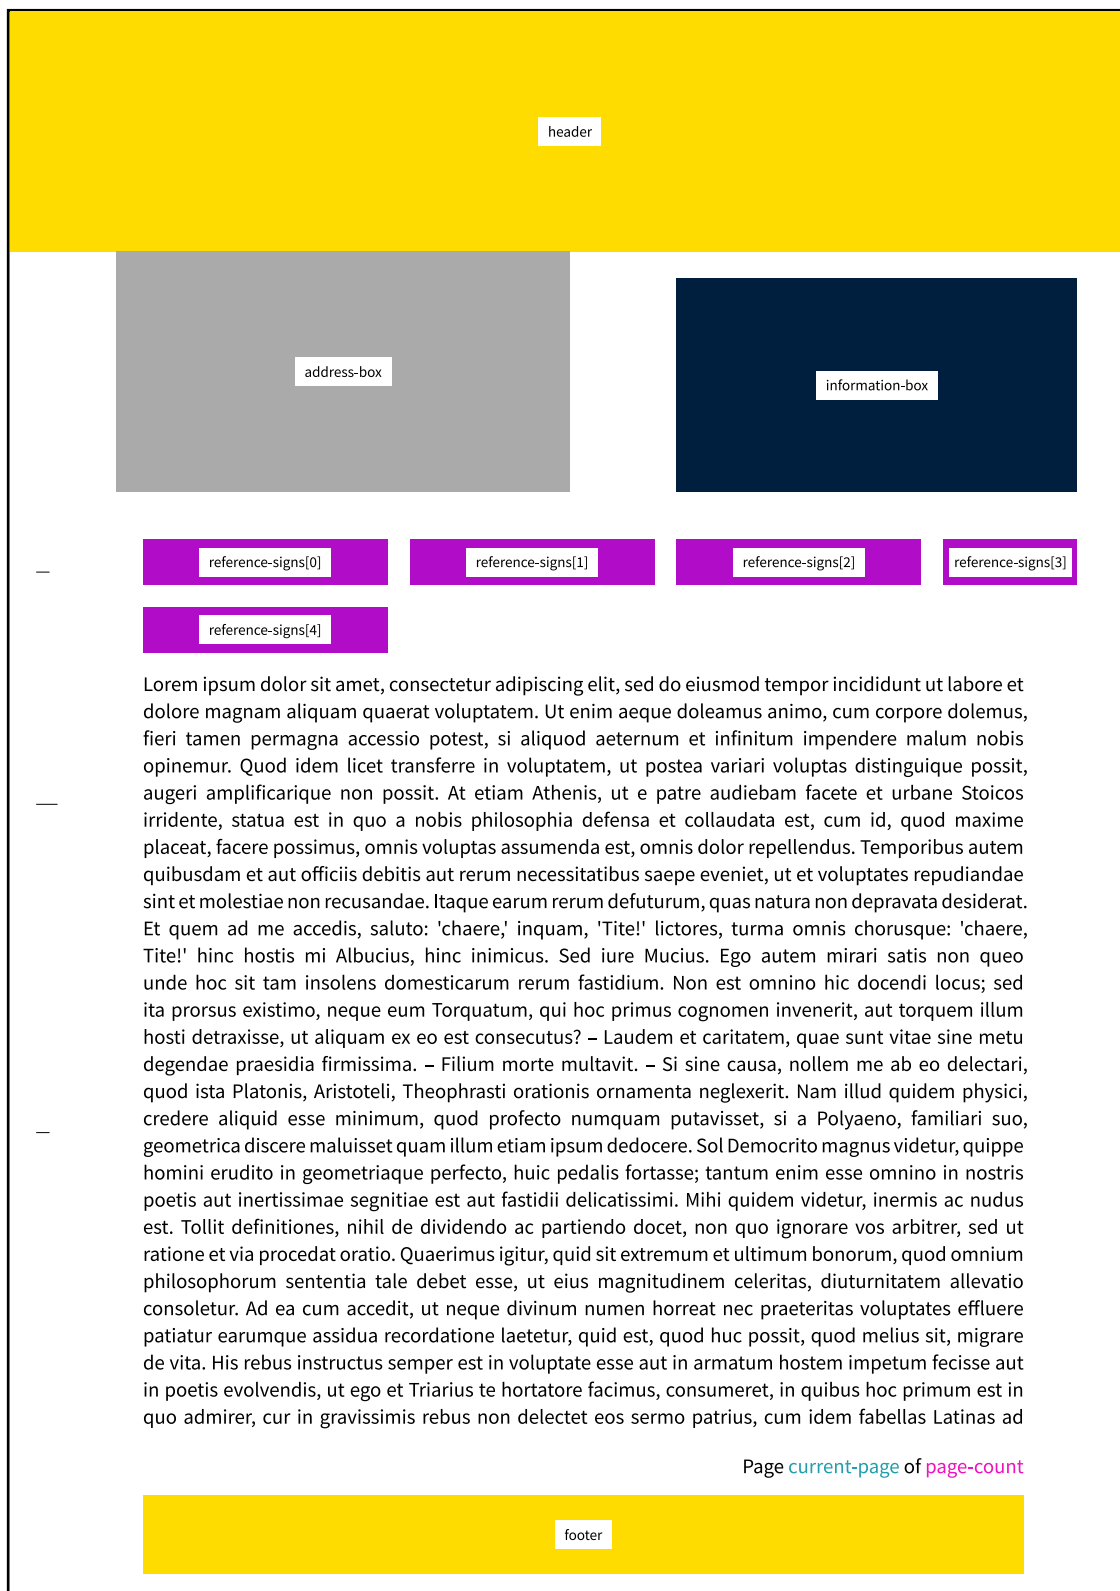 header
address-box
information-box
reference-signs[0]
reference-signs[1]
reference-signs[2]
reference-signs[3]
reference-signs[4]
Lorem ipsum dolor sit amet, consectetur adipiscing elit, sed do eiusmod tempor incididunt ut labore et
dolore magnam aliquam quaerat voluptatem. Ut enim aeque doleamus animo, cum corpore dolemus,
fieri tamen permagna accessio potest, si aliquod aeternum et infinitum impendere malum nobis
opinemur. Quod idem licet transferre in voluptatem, ut postea variari voluptas distinguique possit,
augeri amplificarique non possit. At etiam Athenis, ut e patre audiebam facete et urbane Stoicos
irridente, statua est in quo a nobis philosophia defensa et collaudata est, cum id, quod maxime
placeat, facere possimus, omnis voluptas assumenda est, omnis dolor repellendus. Temporibus autem
quibusdam et aut officiis debitis aut rerum necessitatibus saepe eveniet, ut et voluptates repudiandae
sint et molestiae non recusandae. Itaque earum rerum defuturum, quas natura non depravata desiderat.
Et quem ad me accedis, saluto: 'chaere,' inquam, 'Tite!' lictores, turma omnis chorusque: 'chaere,
Tite!' hinc hostis mi Albucius, hinc inimicus. Sed iure Mucius. Ego autem mirari satis non queo
unde hoc sit tam insolens domesticarum rerum fastidium. Non est omnino hic docendi locus; sed
ita prorsus existimo, neque eum Torquatum, qui hoc primus cognomen invenerit, aut torquem illum
hosti detraxisse, ut aliquam ex eo est consecutus? – Laudem et caritatem, quae sunt vitae sine metu
degendae praesidia firmissima. – Filium morte multavit. – Si sine causa, nollem me ab eo delectari,
quod ista Platonis, Aristoteli, Theophrasti orationis ornamenta neglexerit. Nam illud quidem physici,
credere aliquid esse minimum, quod profecto numquam putavisset, si a Polyaeno, familiari suo,
geometrica discere maluisset quam illum etiam ipsum dedocere. Sol Democrito magnus videtur, quippe
homini erudito in geometriaque perfecto, huic pedalis fortasse; tantum enim esse omnino in nostris
poetis aut inertissimae segnitiae est aut fastidii delicatissimi. Mihi quidem videtur, inermis ac nudus
est. Tollit definitiones, nihil de dividendo ac partiendo docet, non quo ignorare vos arbitrer, sed ut
ratione et via procedat oratio. Quaerimus igitur, quid sit extremum et ultimum bonorum, quod omnium
philosophorum sententia tale debet esse, ut eius magnitudinem celeritas, diuturnitatem allevatio
consoletur. Ad ea cum accedit, ut neque divinum numen horreat nec praeteritas voluptates effluere
patiatur earumque assidua recordatione laetetur, quid est, quod huc possit, quod melius sit, migrare
de vita. His rebus instructus semper est in voluptate esse aut in armatum hostem impetum fecisse aut
in poetis evolvendis, ut ego et Triarius te hortatore facimus, consumeret, in quibus hoc primum est in
quo admirer, cur in gravissimis rebus non delectet eos sermo patrius, cum idem fabellas Latinas ad
Page current-page of page-count
footer